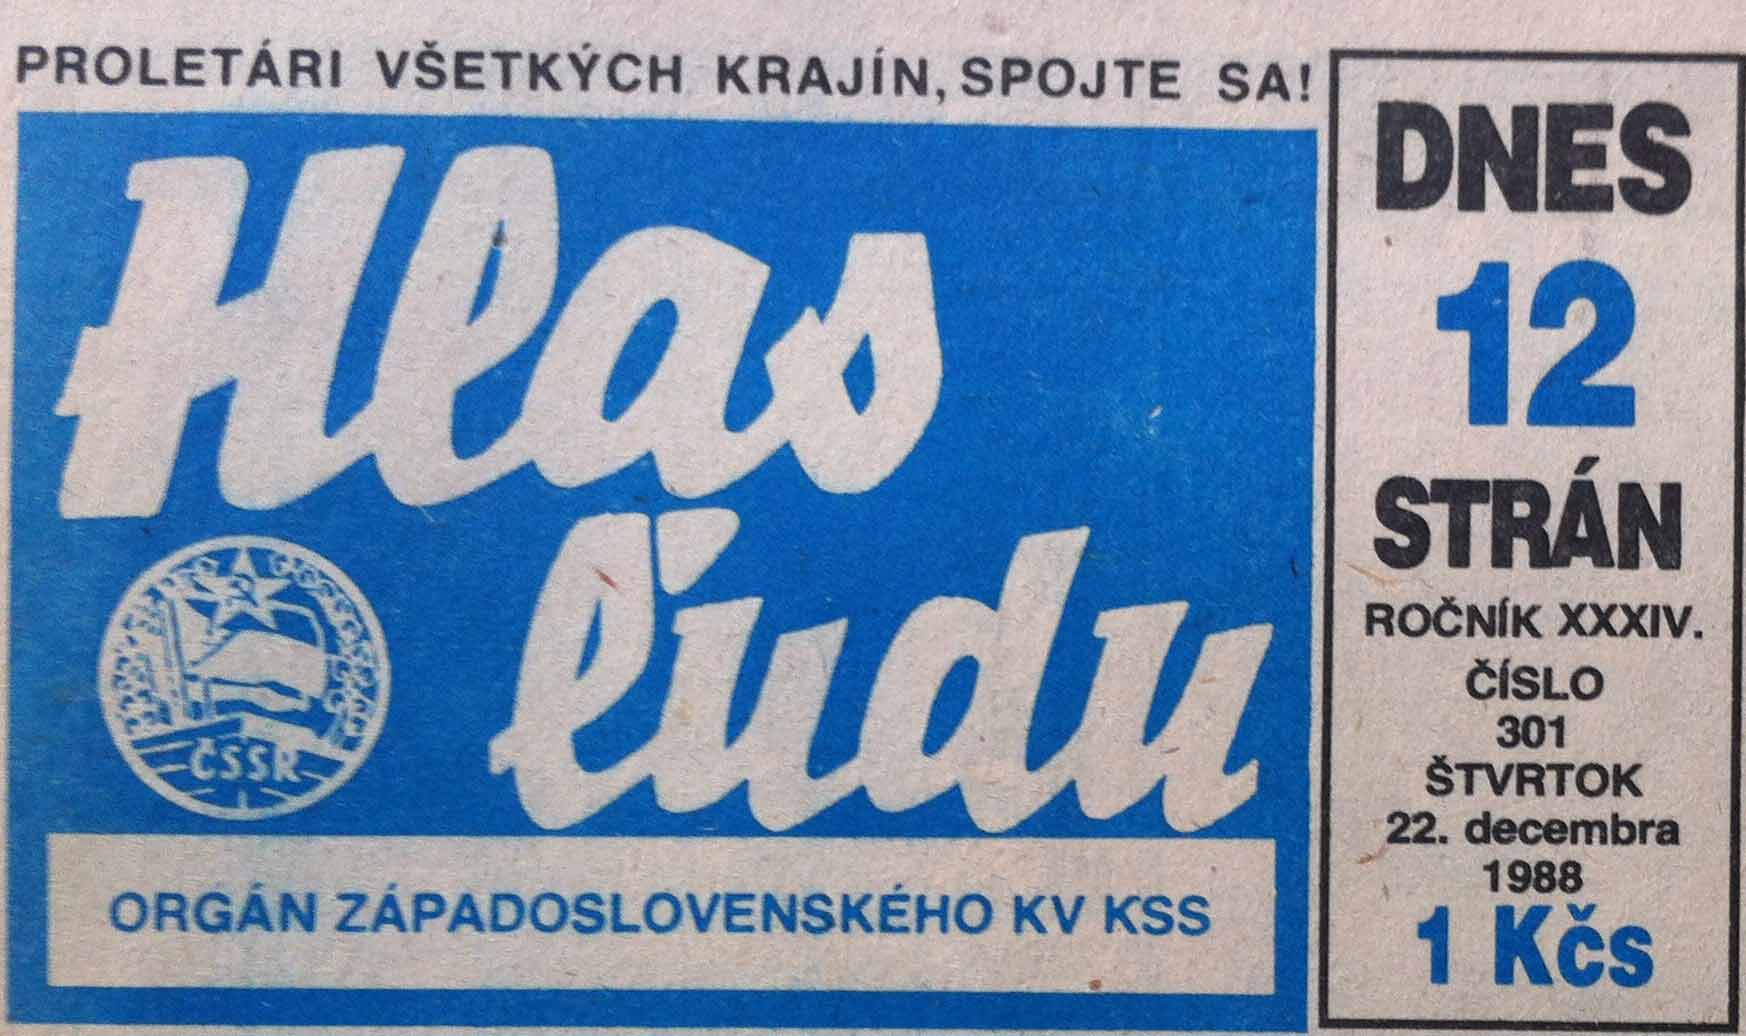 PROLETÁRI VŠETKÝCH KRAJÍN, SPOJTE SA!
Hlas
ľudu
ČSSR
ORGÁN ZÁPADOSLOVENSKÉHO KV KSS
DNES
12
STRÁN
ROČNÍK XXXIV.
ČÍSLO
301
ŠTVRTOK
22. decembra
1988
1 Kčs